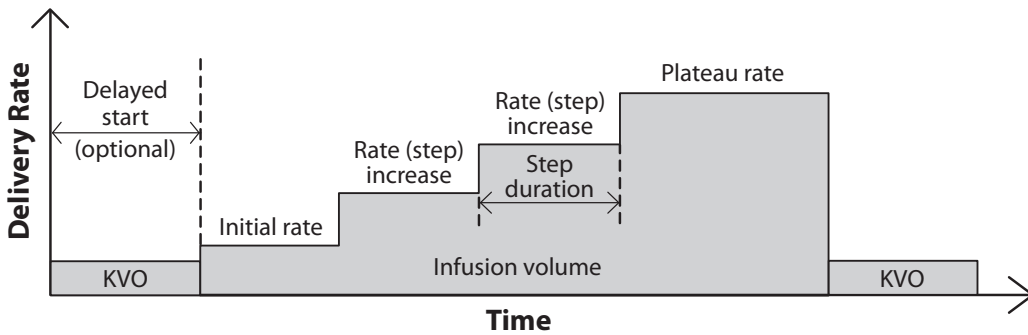 Delivery Rate
Delayed
start
(optional)
KVO
Initial rate
Rate (step)
increase
Rate (step)
increase
Step
duration
Plateau rate
Infusion volume
KVO
Time